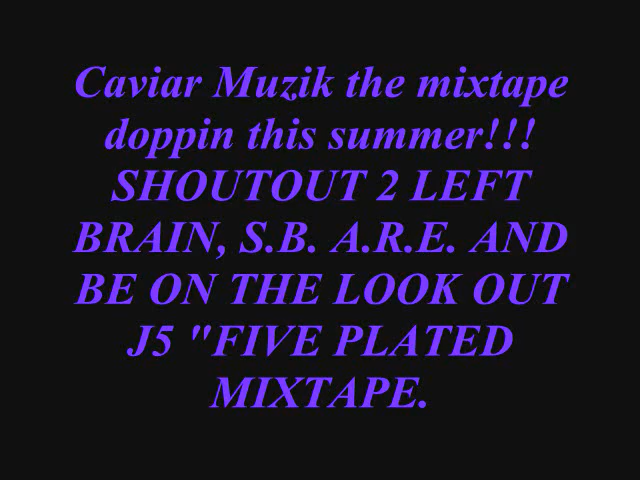 Caviar Muzik the mixtape
doppin this summer!!!
SHOUTOUT 2 LEFT
BRAIN, S.B. A.R.E. AND
BE ON THE LOOK OUT
J5 "FIVE PLATED
MIXTAPE.